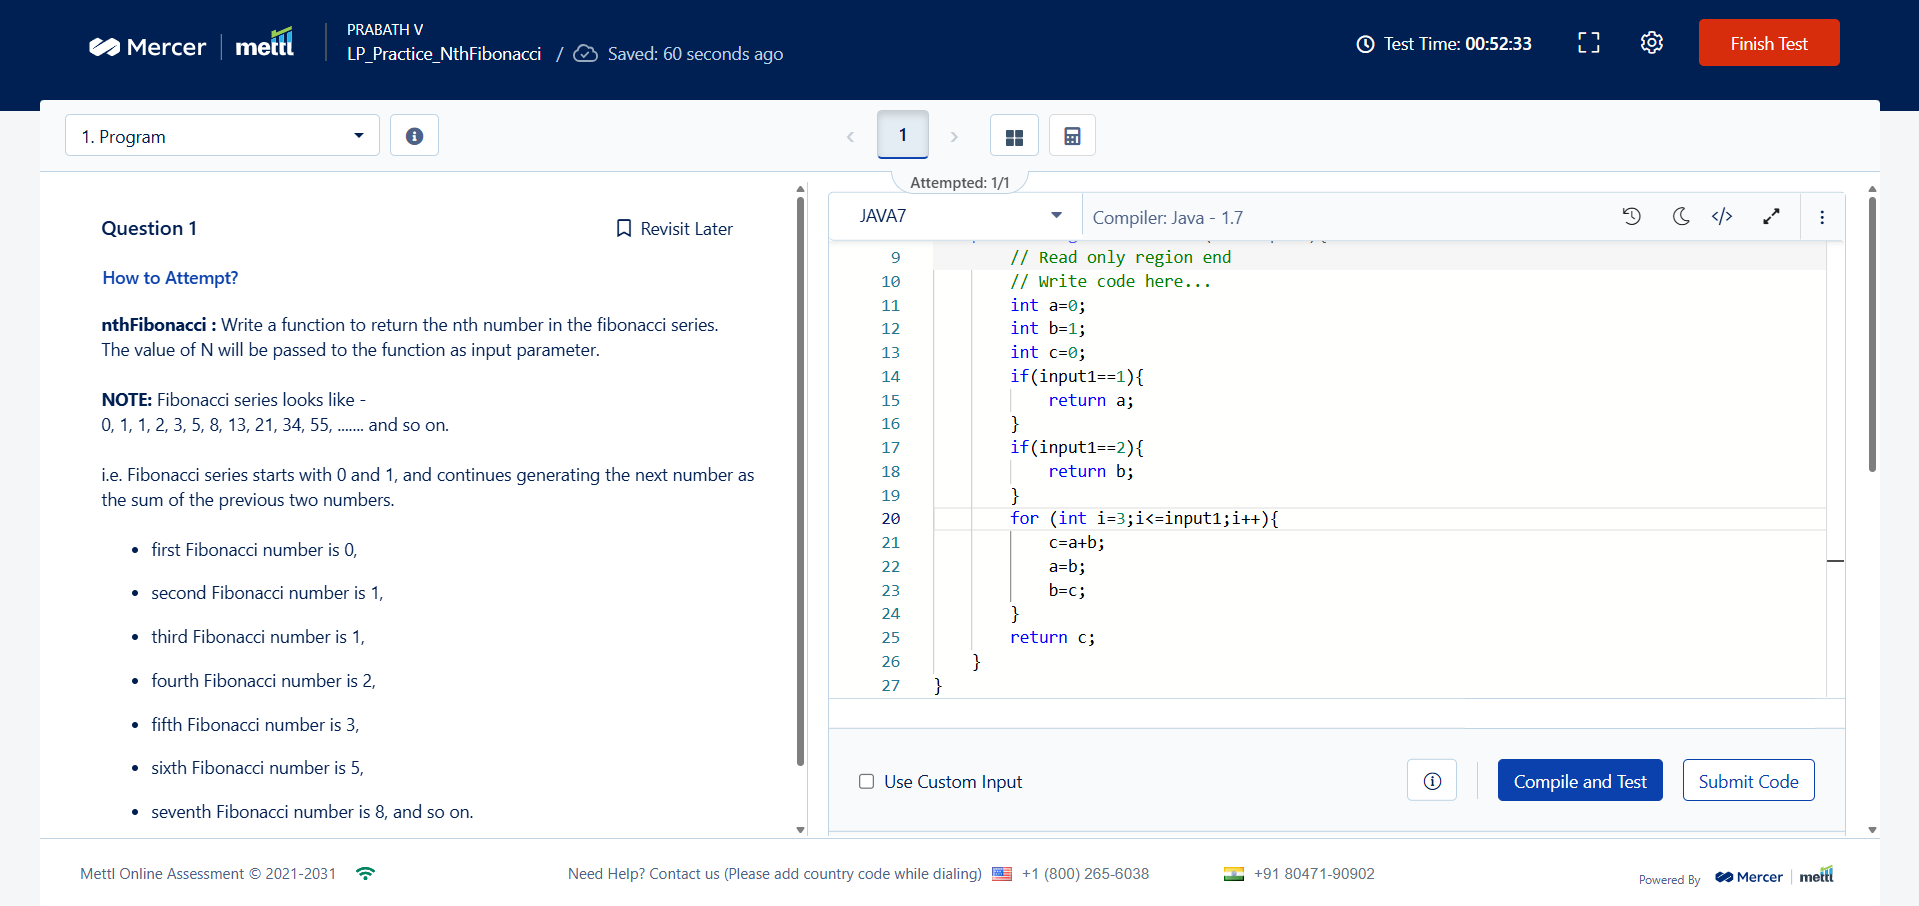 Mercer mettl
PRABATH V
LP_Practice_NthFibonacci / Saved: 60 seconds ago
Test Time: 00:52:33
Finish Test
1. Program
1
Attempted: 1/1
Question 1
Revisit Later
How to Attempt?
nthFibonacci : Write a function to return the nth number in the fibonacci series.
The value of N will be passed to the function as input parameter.
NOTE: Fibonacci series looks like -
0, 1, 1, 2, 3, 5, 8, 13, 21, 34, 55, ....... and so on.
i.e. Fibonacci series starts with 0 and 1, and continues generating the next number as
the sum of the previous two numbers.
• first Fibonacci number is 0,
• second Fibonacci number is 1,
• third Fibonacci number is 1,
• fourth Fibonacci number is 2,
• fifth Fibonacci number is 3,
• sixth Fibonacci number is 5,
• seventh Fibonacci number is 8, and so on.
JAVA7
Compiler: Java - 1.7
9 // Read only region end
10 // Write code here...
11 int a=0;
12 int b=1;
13 int c=0;
14 if(input1==1){
15 return a;
16 }
17 if(input1==2){
18 return b;
19 }
20 for (int i=3;i<=input1;i++){
21 c=a+b;
22 a=b;
23 b=c;
24 }
25 return c;
26 }
27 }
Use Custom Input
Compile and Test
Submit Code
Mettl Online Assessment © 2021-2031
Need Help? Contact us (Please add country code while dialing) +1 (800) 265-6038
+91 80471-90902
Powered By Mercer mettl